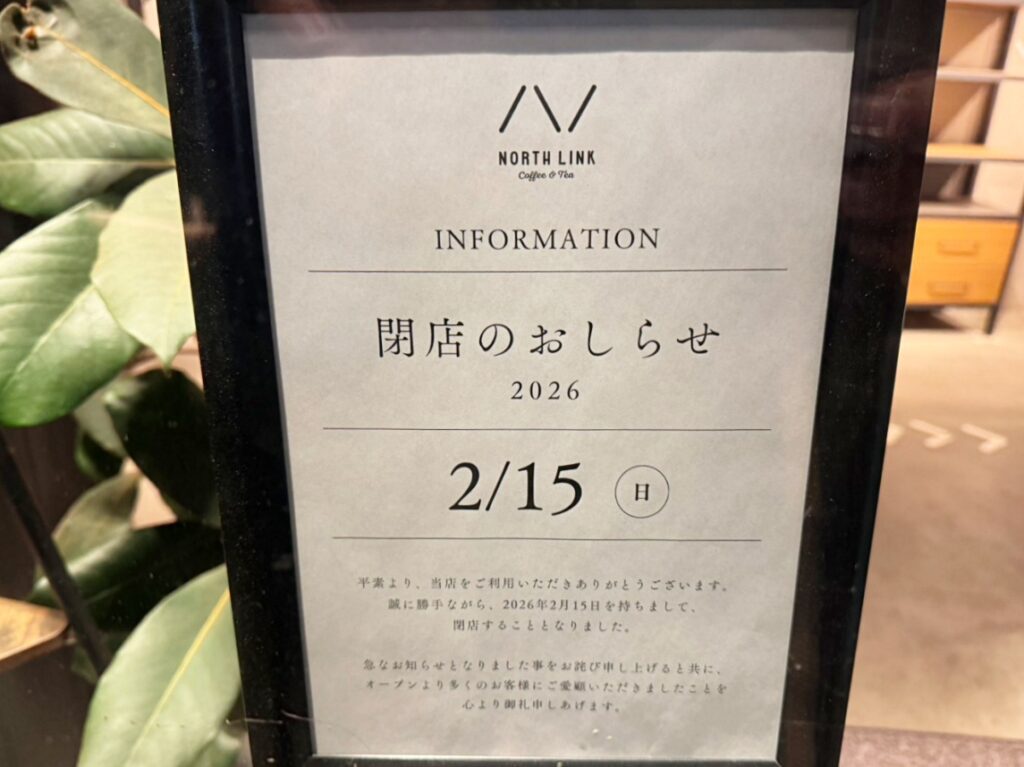 NORTH LINK
Coffee & Tea
INFORMATION
閉店のおしらせ
2026
2/15 日
平素より、当店をご利用いただきありがとうございます。
誠に勝手ながら、2026年2月15日を持ちまして、
閉店することとなりました。
急なお知らせとなりました事をお詫び申し上げると共に、
オープンより多くのお客様にご愛顧いただきましたことを
心より御礼申しあげます。